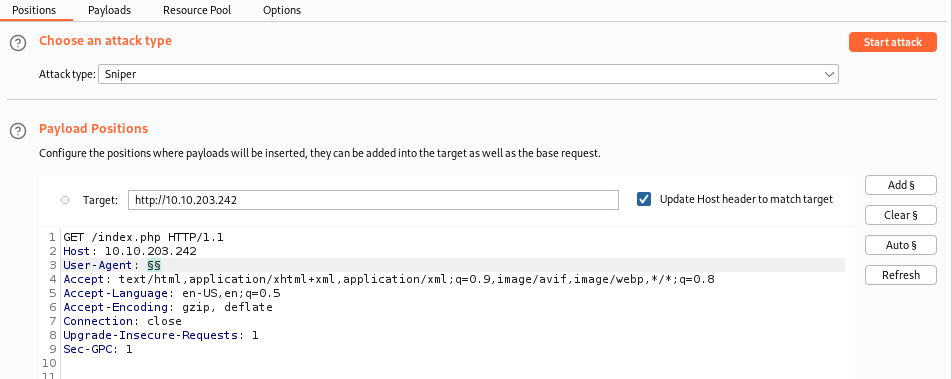 Positions Payloads Resource Pool Options
? Choose an attack type Start attack
Attack type: Sniper
? Payload Positions
Configure the positions where payloads will be inserted, they can be added into the target as well as the base request.
Target: http://10.10.203.242 Update Host header to match target Add §
Clear §
Auto §
Refresh
1 GET /index.php HTTP/1.1
2 Host: 10.10.203.242
3 User-Agent: §§
4 Accept: text/html,application/xhtml+xml,application/xml;q=0.9,image/avif,image/webp,*/*;q=0.8
5 Accept-Language: en-US,en;q=0.5
6 Accept-Encoding: gzip, deflate
7 Connection: close
8 Upgrade-Insecure-Requests: 1
9 Sec-GPC: 1
10
11